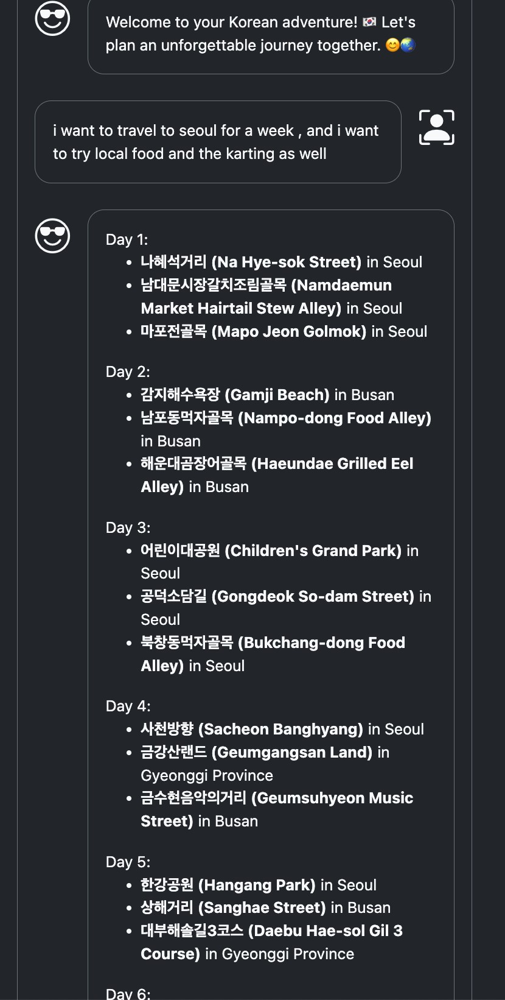 Welcome to your Korean adventure! 🇰🇷 Let's
plan an unforgettable journey together. 😊🌏
i want to travel to seoul for a week , and i want
to try local food and the karting as well
Day 1:
• 나혜석거리 (Na Hye-sok Street) in Seoul
• 남대문시장갈치조림골목 (Namdaemun
Market Hairtail Stew Alley) in Seoul
• 마포전골목 (Mapo Jeon Golmok) in Seoul
Day 2:
• 감지해수욕장 (Gamji Beach) in Busan
• 남포동먹자골목 (Nampo-dong Food Alley)
in Busan
• 해운대곰장어골목 (Haeundae Grilled Eel
Alley) in Busan
Day 3:
• 어린이대공원 (Children's Grand Park) in
Seoul
• 공덕소담길 (Gongdeok So-dam Street) in
Seoul
• 북창동먹자골목 (Bukchang-dong Food
Alley) in Seoul
Day 4:
• 사천방향 (Sacheon Banghyang) in Seoul
• 금강산랜드 (Geumgangsan Land) in
Gyeonggi Province
• 금수현음악의거리 (Geumsuhyeon Music
Street) in Busan
Day 5:
• 한강공원 (Hangang Park) in Seoul
• 상해거리 (Sanghae Street) in Busan
• 대부해솔길3코스 (Daebu Hae-sol Gil 3
Course) in Gyeonggi Province
Day 6: